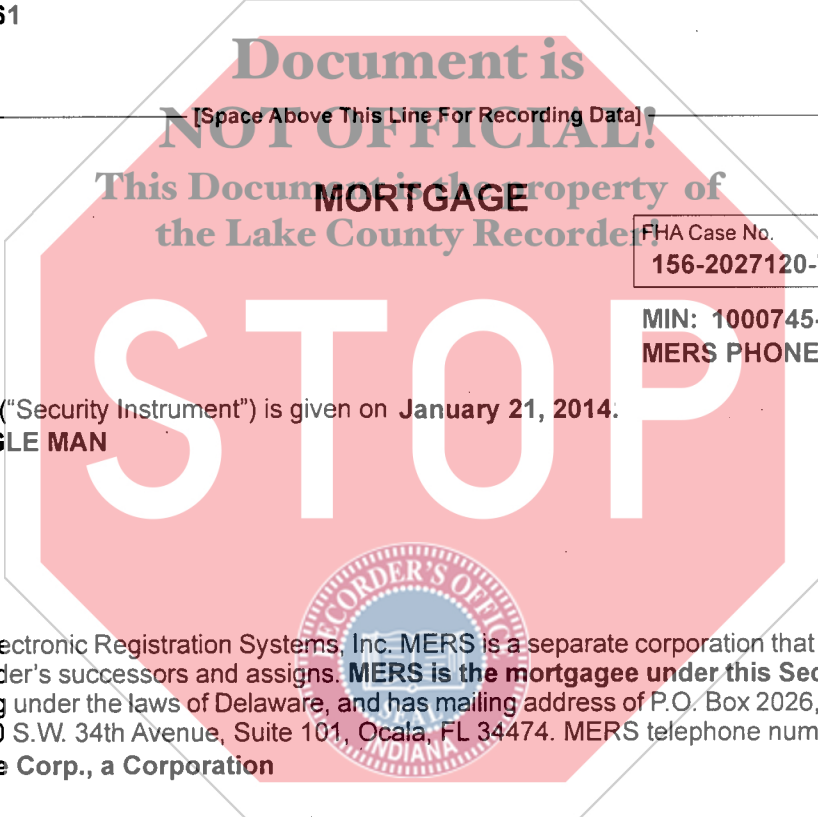 61
Document is
[Space Above This Line For Recording Data]
NOT OFFICIAL!
This Document is the property of
MORTGAGE
the Lake County Recorder!
FHA Case No.
156-2027120-
MIN: 1000745-
MERS PHONE
STOP
("Security Instrument") is given on January 21, 2014.
GLE MAN
RECORDER'S OFFICE
ectronic Registration Systems, Inc. MERS is a separate corporation that
der's successors and assigns. MERS is the mortgagee under this Sec
g under the laws of Delaware, and has mailing address of P.O. Box 2026,
SEAL
0 S.W. 34th Avenue, Suite 101, Ocala, FL 34474. MERS telephone num
INDIANA
e Corp., a Corporation